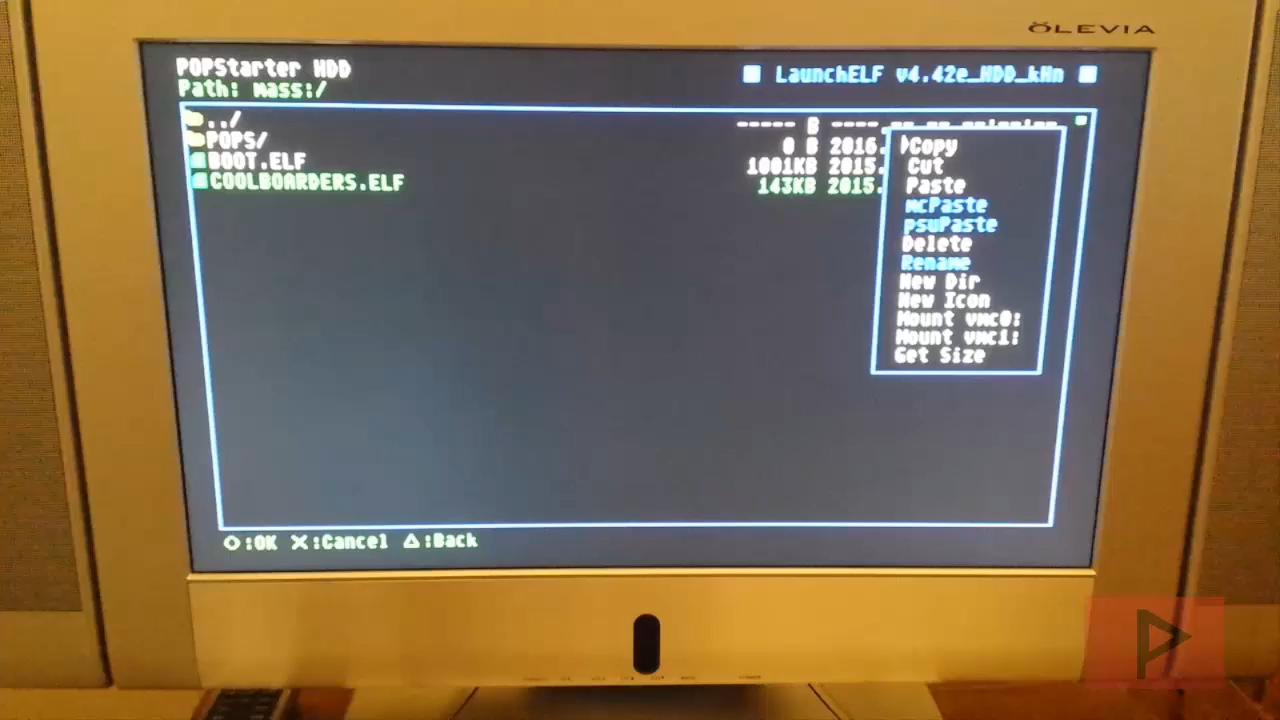 ÖLEVIA
POPStarter HDD
LaunchELF v4.42e_HDD_kHn
Path: mass:/
../
----- B
POPS/
0 B 2016.
BOOT.ELF
1001KB 2015.
COOLBOARDERS.ELF
143KB 2015.
Copy
Cut
Paste
mcPaste
psuPaste
Delete
Rename
New Dir
New Icon
Mount vmc0:
Mount vmc1:
Get Size
O:OK X:Cancel △:Back
P